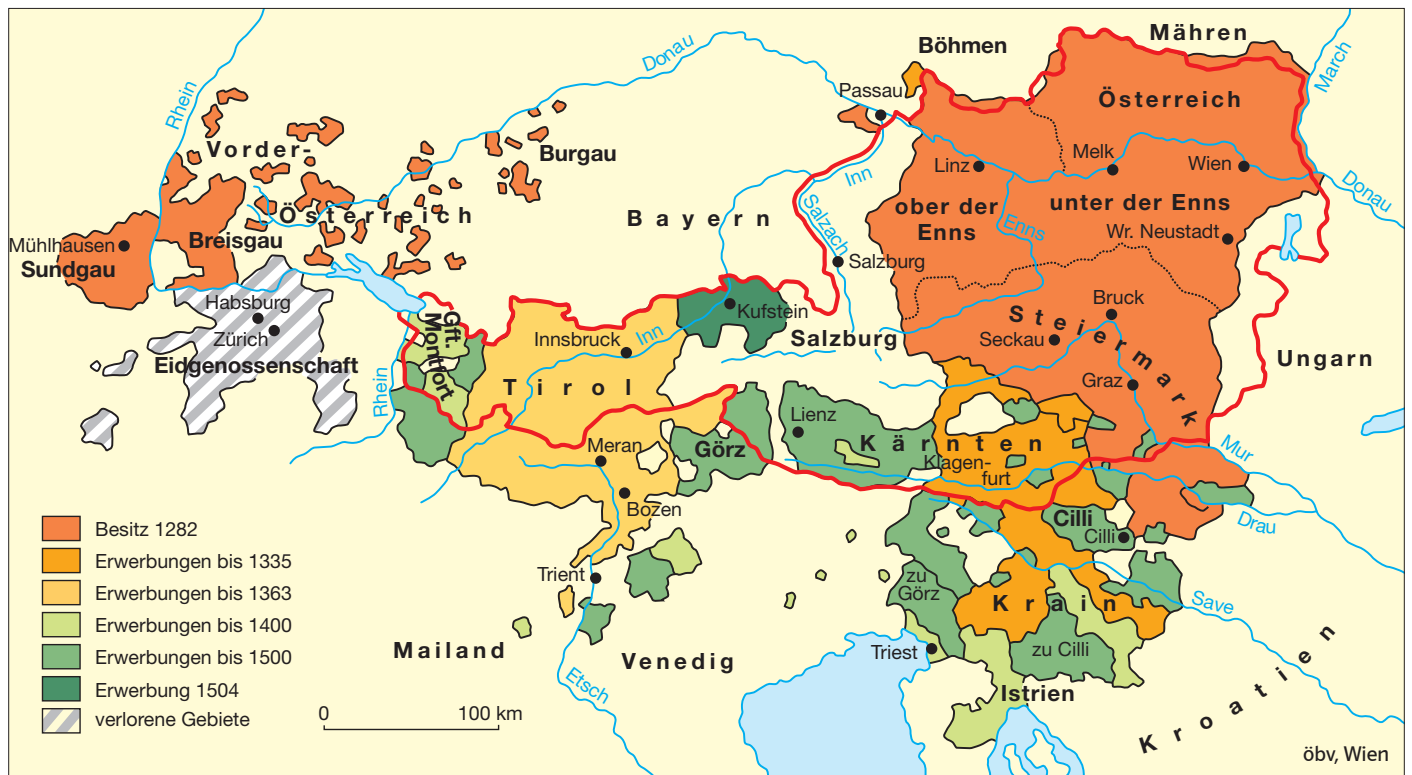 Böhmen
Mähren
March
Donau
Rhein
Passau
Österreich
Vorder-
Burgau
Linz
Melk
Wien
Inn
Donau
Österreich
Bayern
ober der
Enns
unter der Enns
Enns
Salzach
Wr. Neustadt
Mühlhausen
Sundgau
Breisgau
Salzburg
Habsburg
Zürich
Eidgenossenschaft
Gft.
Montfort
Kufstein
Innsbruck
Inn
Salzburg
Bruck
Steiermark
Seckau
Ungarn
Rhein
Tirol
Graz
Lienz
Kärnten
Klagen-
furt
Meran
Görz
Mur
Bozen
Cilli
Cilli
Drau
Besitz 1282
Erwerbungen bis 1335
Erwerbungen bis 1363
Erwerbungen bis 1400
Erwerbungen bis 1500
Erwerbung 1504
verlorene Gebiete
Trient
zu
Görz
Krain
Save
Mailand
Venedig
Triest
zu Cilli
Etsch
Istrien
Kroatien
0
100 km
öbv, Wien